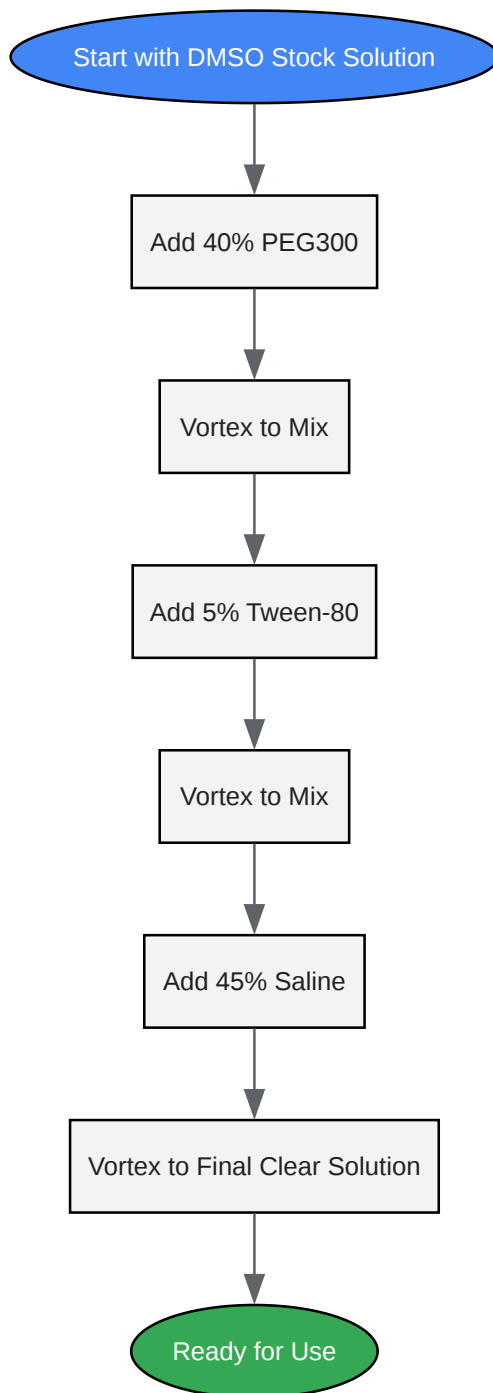 Start with DMSO Stock Solution
Add 40% PEG300
Vortex to Mix
Add 5% Tween-80
Vortex to Mix
Add 45% Saline
Vortex to Final Clear Solution
Ready for Use